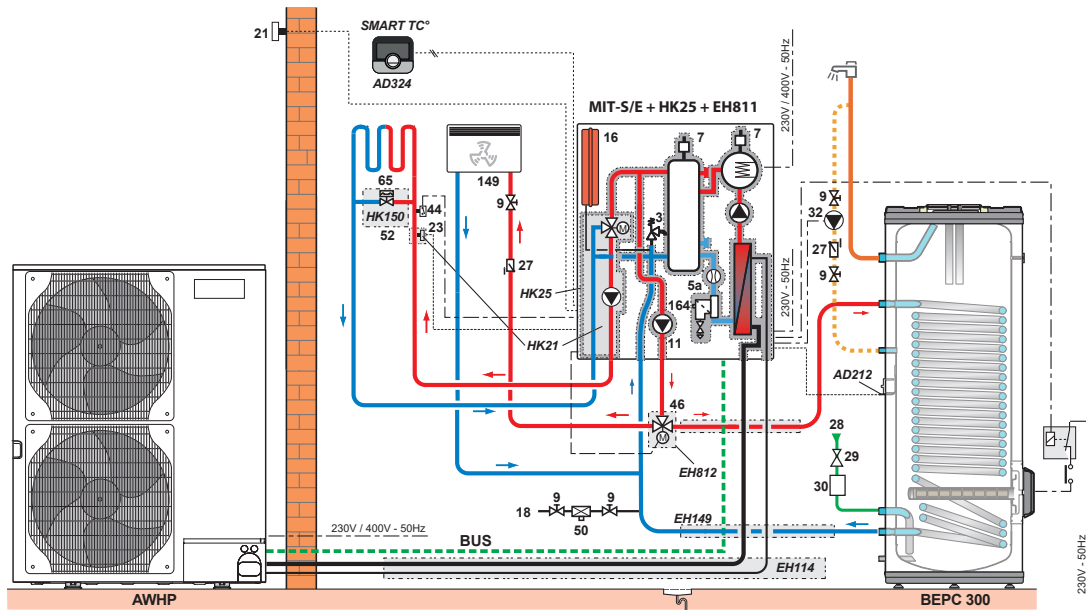 21
SMART TC°
AD324
MIT-S/E + HK25 + EH811
230V / 400V - 50Hz
16
7
7
65
149
HK150
44
23
52
9
27
3
M
HK25
5a
164
HK21
11
230V - 50Hz
9
32
27
9
46
M
EH812
AD212
28
29
30
9
9
18
50
EH149
230V / 400V - 50Hz
BUS
EH114
230V - 50Hz
AWHP
BEPC 300